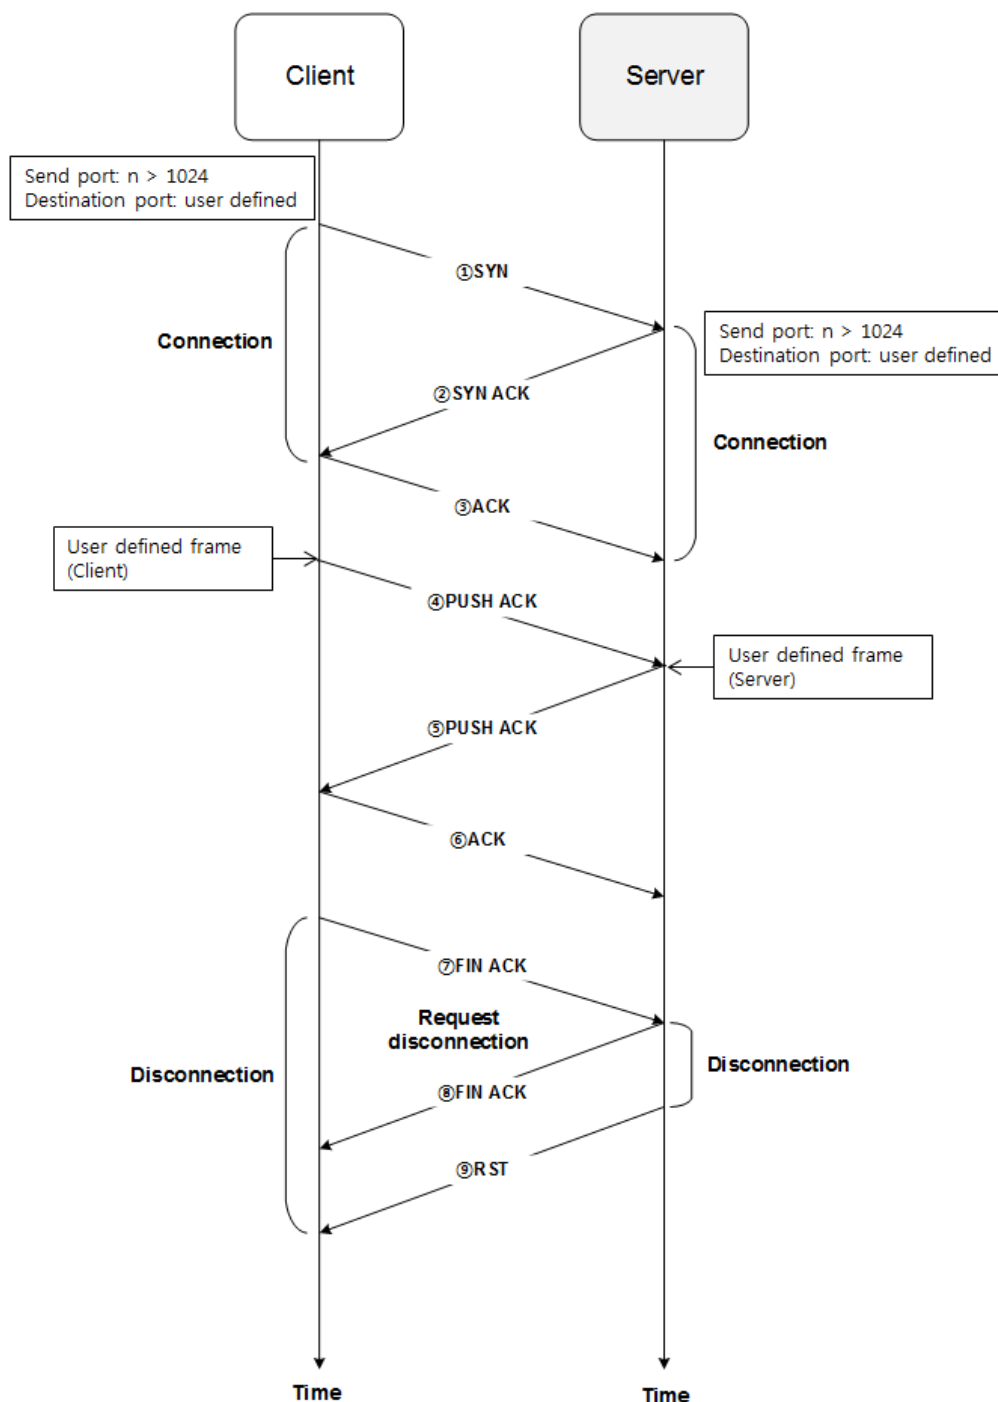 Client
Server
Send port: n > 1024
Destination port: user defined
①SYN
Send port: n > 1024
Destination port: user defined
Connection
②SYN ACK
Connection
③ACK
User defined frame
(Client)
④PUSH ACK
User defined frame
(Server)
⑤PUSH ACK
⑥ACK
⑦FIN ACK
Request
disconnection
Disconnection
Disconnection
⑧FIN ACK
⑨RST
Time
Time